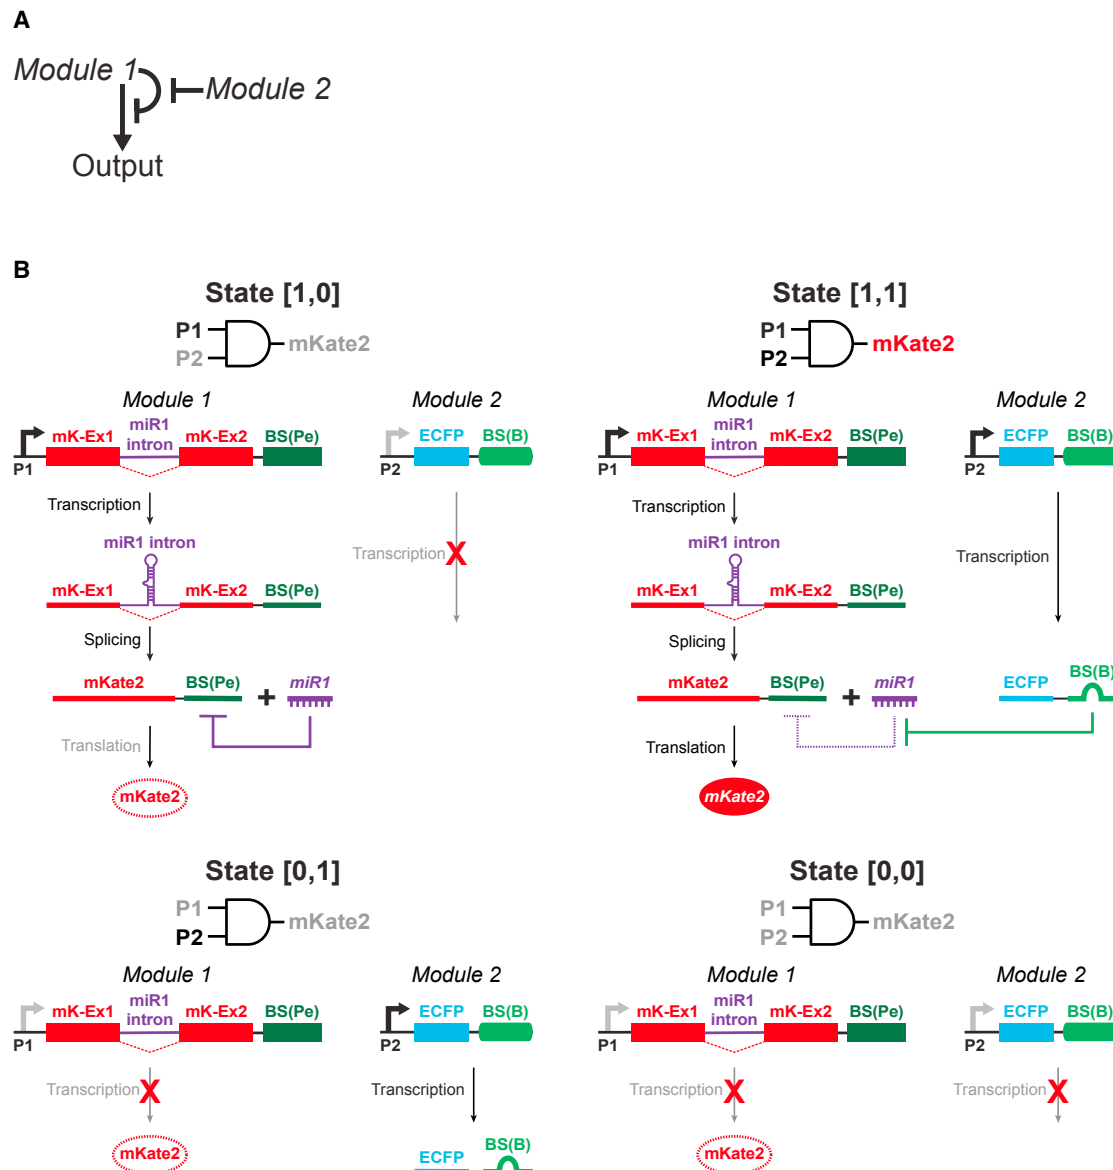 A
Module 1
Module 2
Output
B
State [1,0]
P1
P2
mKate2
Module 1
Module 2
mK-Ex1
miR1
intron
mK-Ex2
BS(Pe)
P1
ECFP
BS(B)
P2
Transcription
miR1 intron
mK-Ex1
mK-Ex2
BS(Pe)
Transcription
X
Splicing
mKate2
BS(Pe)
+
miR1
Translation
mKate2
State [1,1]
P1
P2
mKate2
Module 1
Module 2
mK-Ex1
miR1
intron
mK-Ex2
BS(Pe)
P1
ECFP
BS(B)
P2
Transcription
miR1 intron
mK-Ex1
mK-Ex2
BS(Pe)
Transcription
Splicing
mKate2
BS(Pe)
+
miR1
ECFP
BS(B)
Translation
mKate2
State [0,1]
P1
P2
mKate2
Module 1
Module 2
mK-Ex1
miR1
intron
mK-Ex2
BS(Pe)
P1
ECFP
BS(B)
P2
Transcription
X
Transcription
mKate2
ECFP
BS(B)
State [0,0]
P1
P2
mKate2
Module 1
Module 2
mK-Ex1
miR1
intron
mK-Ex2
BS(Pe)
P1
ECFP
BS(B)
P2
Transcription
X
Transcription
X
mKate2